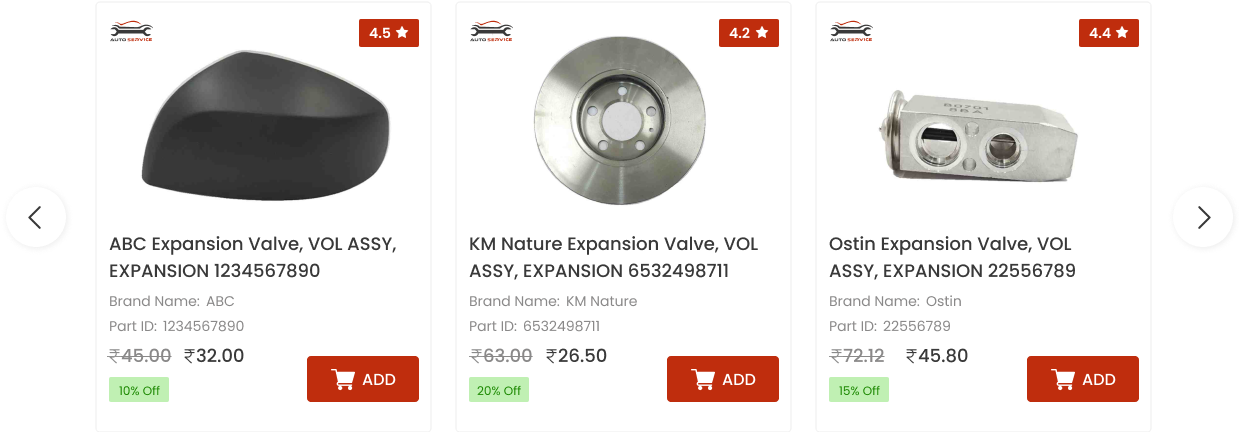 AUTO SERVICE
4.5
ABC Expansion Valve, VOL ASSY,
EXPANSION 1234567890
Brand Name: ABC
Part ID: 1234567890
₹45.00 ₹32.00
10% Off
ADD
AUTO SERVICE
4.2
KM Nature Expansion Valve, VOL
ASSY, EXPANSION 6532498711
Brand Name: KM Nature
Part ID: 6532498711
₹63.00 ₹26.50
20% Off
ADD
AUTO SERVICE
4.4
Ostin Expansion Valve, VOL
ASSY, EXPANSION 22556789
Brand Name: Ostin
Part ID: 22556789
₹72.12 ₹45.80
15% Off
ADD